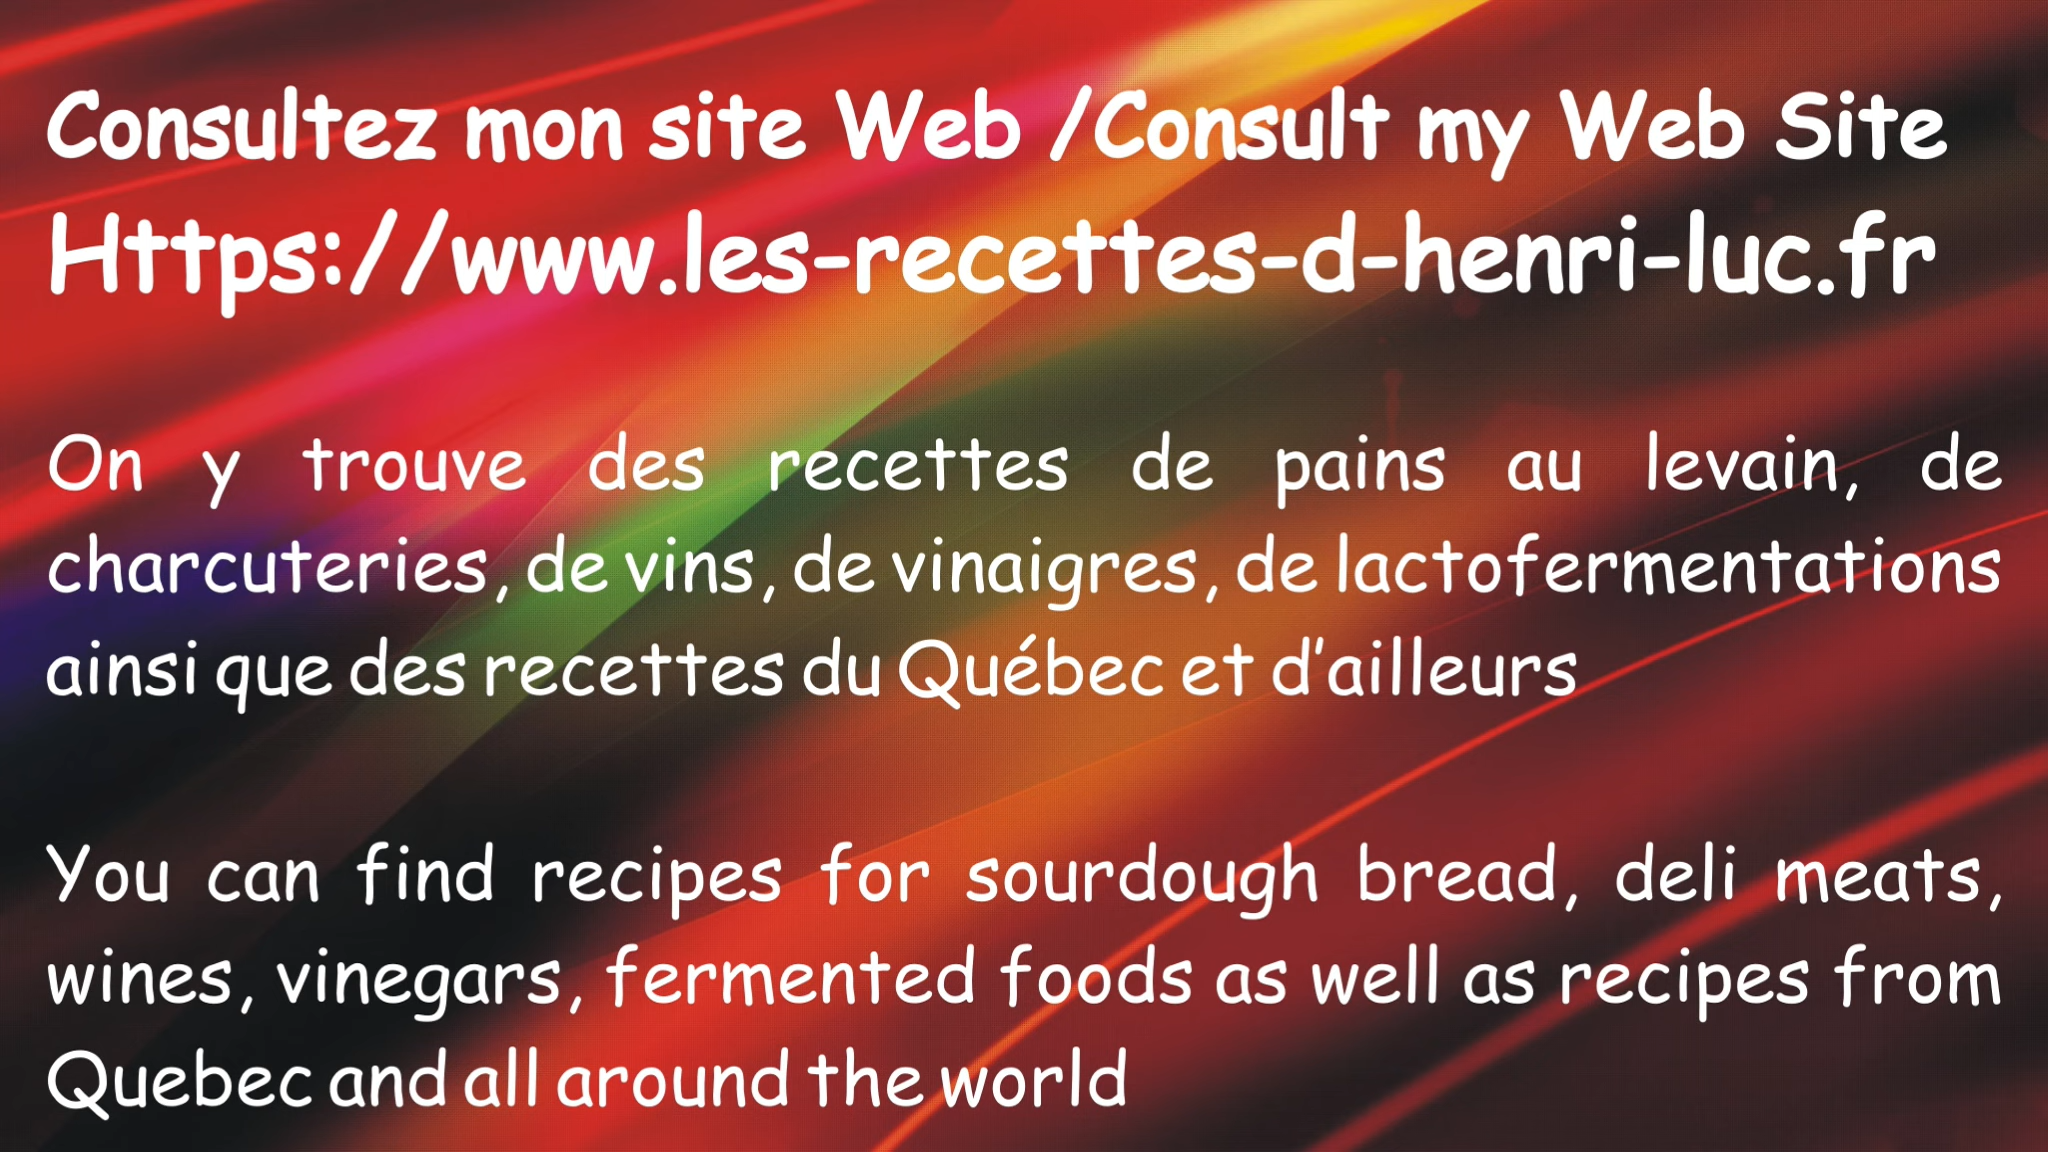 Consultez mon site Web /Consult my Web Site
Https://www.les-recettes-d-henri-luc.fr
On y trouve des recettes de pains au levain, de
charcuteries, de vins, de vinaigres, de lactofermentations
ainsi que des recettes du Québec et d’ailleurs
You can find recipes for sourdough bread, deli meats,
wines, vinegars, fermented foods as well as recipes from
Quebec and all around the world